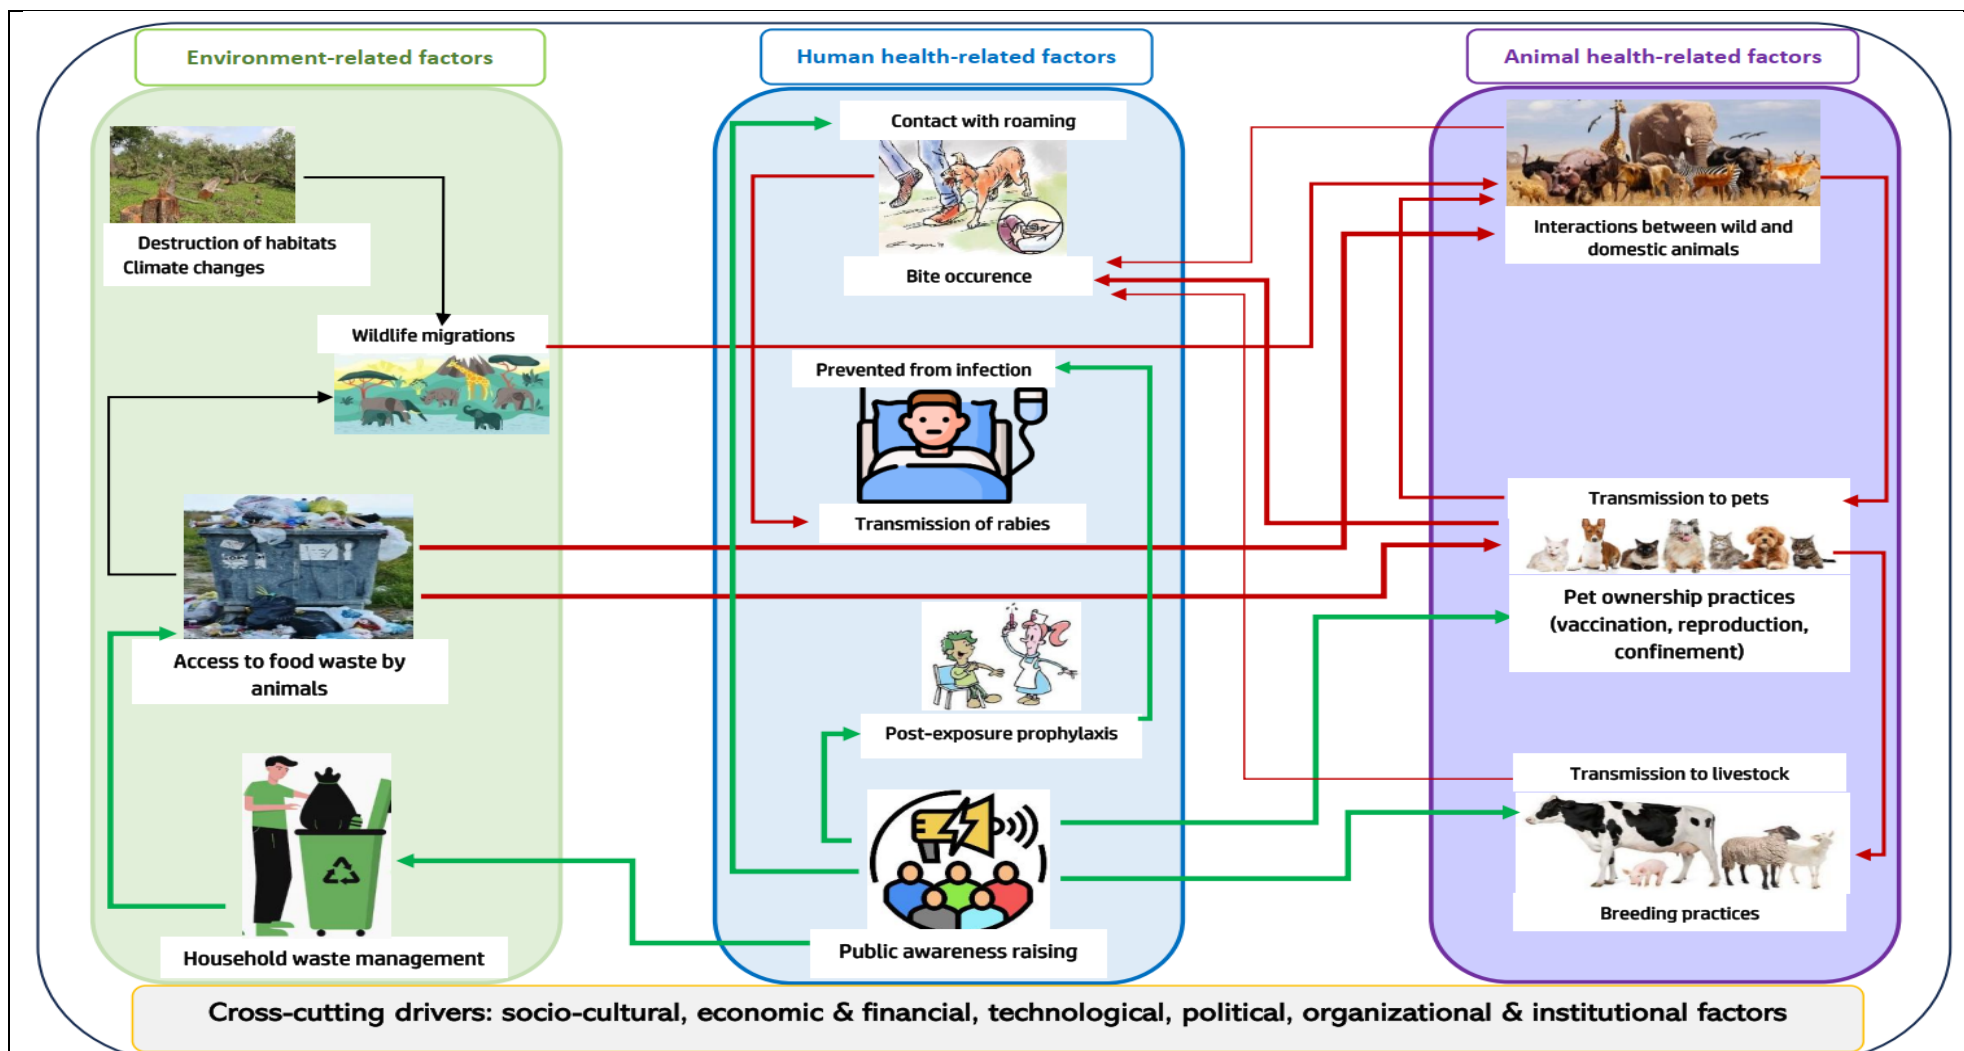 Environment-related factors
Human health-related factors
Animal health-related factors
Destruction of habitats
Climate changes
Wildlife migrations
Access to food waste by
animals
Household waste management
Contact with roaming
Bite occurence
Prevented from infection
Transmission of rabies
Post-exposure prophylaxis
Public awareness raising
Interactions between wild and
domestic animals
Transmission to pets
Pet ownership practices
(vaccination, reproduction,
confinement)
Transmission to livestock
Breeding practices
Cross-cutting drivers: socio-cultural, economic & financial, technological, political, organizational & institutional factors